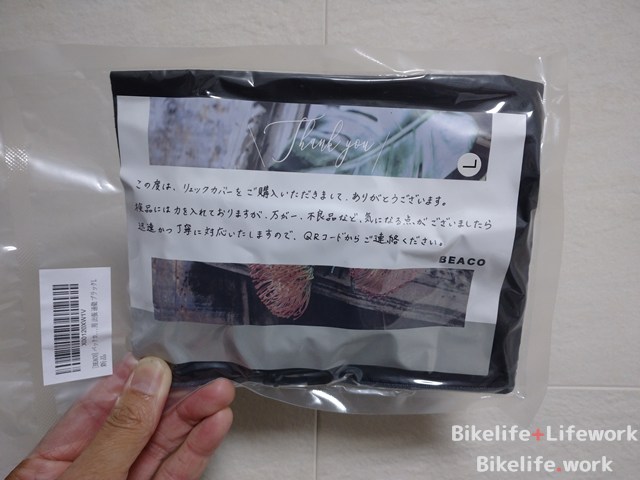 Thank you
L
この度は、リュックカバーをご購入いただきまして、ありがとうございます。
検品には力を入れておりますが、万が一、不良品など、気になる点がございましたら
迅速かつ丁寧に対応いたしますので、QRコードからご連絡ください。
BEACO
新品
Bikelife+Lifework
Bikelife.work